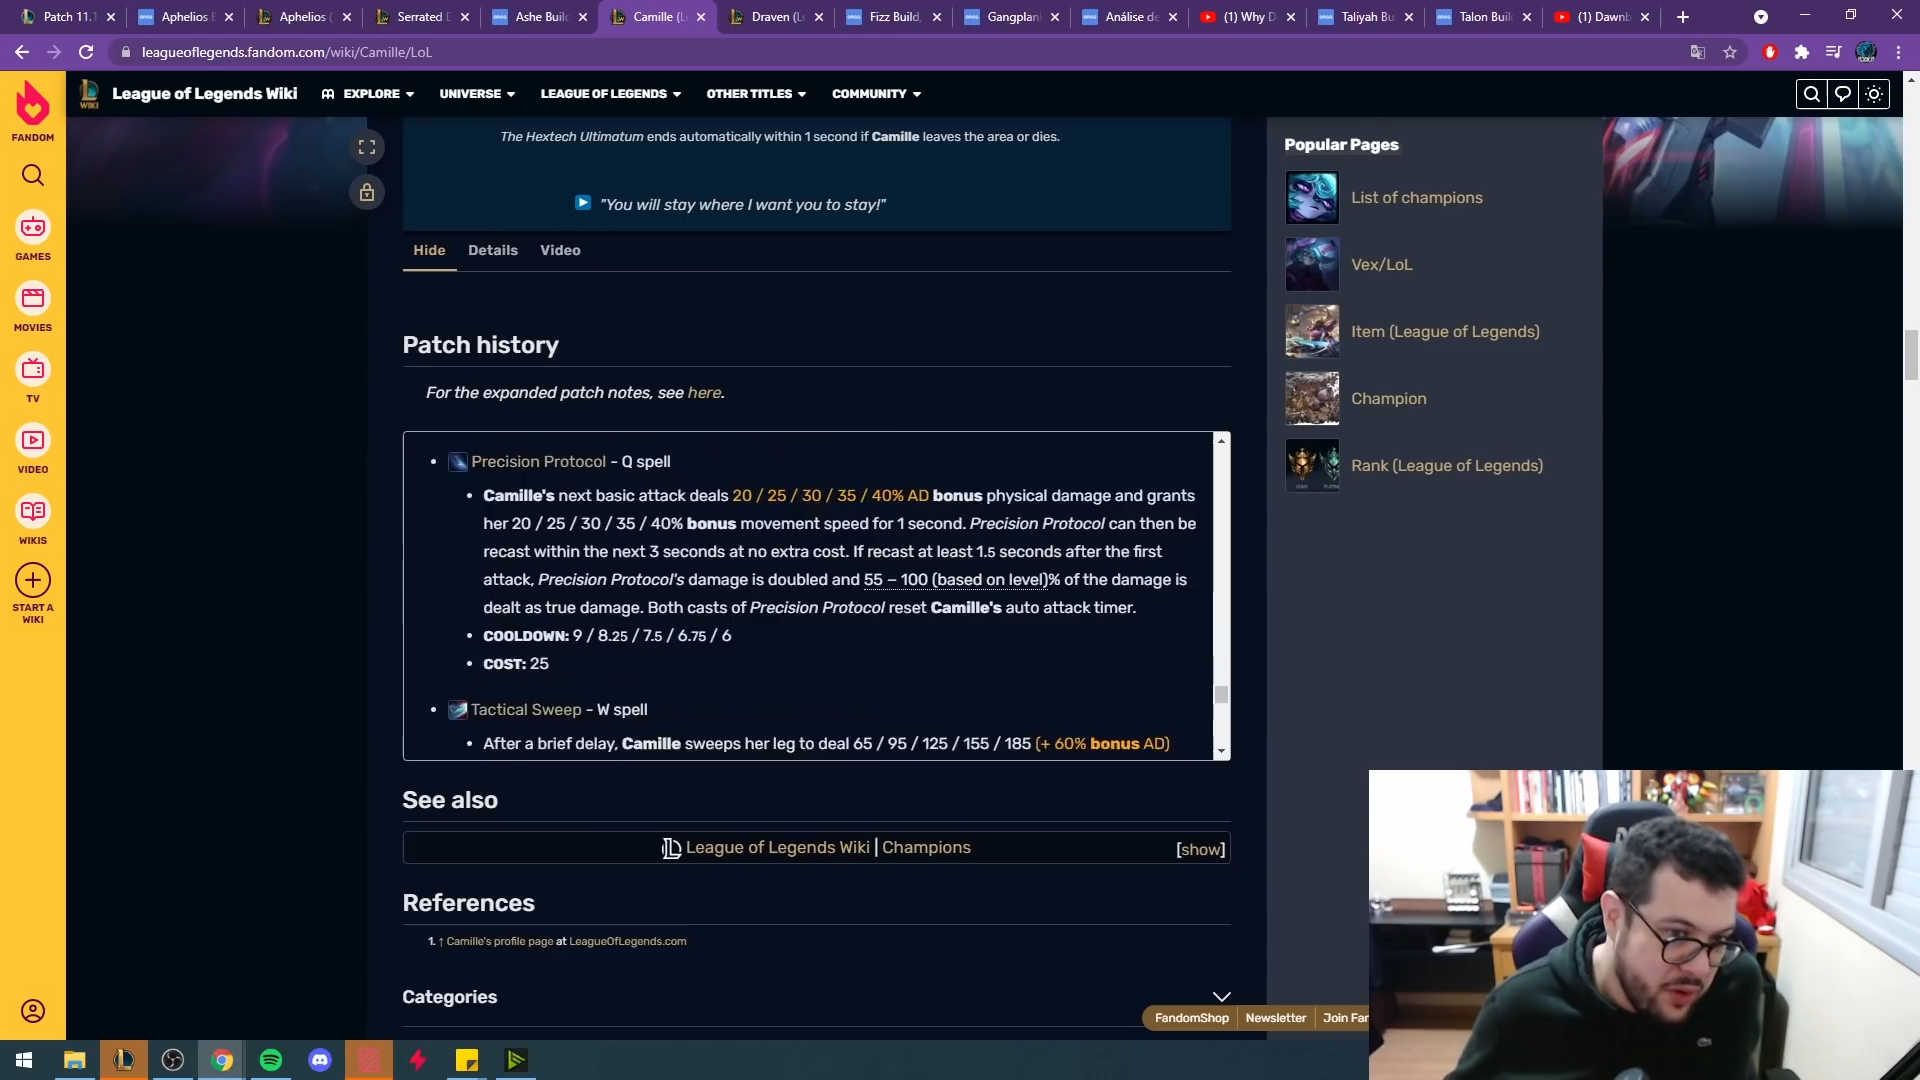 Patch 11.1
Aphelios B
Aphelios (
Serrated D
Ashe Buil
Camille (L
Draven (L
Fizz Build,
Gangplan
Análise de
(1) Why D
Taliyah Bu
Talon Buil
(1) Dawnb
leagueoflegends.fandom.com/wiki/Camille/LoL
FANDOM
GAMES
MOVIES
TV
VIDEO
WIKIS
START A
WIKI
WIKI
League of Legends Wiki
EXPLORE
UNIVERSE
LEAGUE OF LEGENDS
OTHER TITLES
COMMUNITY
The Hextech Ultimatum ends automatically within 1 second if Camille leaves the area or dies.
"You will stay where I want you to stay!"
Hide Details Video
Patch history
For the expanded patch notes, see here.
• Precision Protocol - Q spell
• Camille's next basic attack deals 20 / 25 / 30 / 35 / 40% AD bonus physical damage and grants
her 20 / 25 / 30 / 35 / 40% bonus movement speed for 1 second. Precision Protocol can then be
recast within the next 3 seconds at no extra cost. If recast at least 1.5 seconds after the first
attack, Precision Protocol's damage is doubled and 55 – 100 (based on level)% of the damage is
dealt as true damage. Both casts of Precision Protocol reset Camille's auto attack timer.
• COOLDOWN: 9 / 8.25 / 7.5 / 6.75 / 6
• COST: 25
• Tactical Sweep - W spell
• After a brief delay, Camille sweeps her leg to deal 65 / 95 / 125 / 155 / 185 (+ 60% bonus AD)
See also
League of Legends Wiki | Champions
[show]
References
1. ↑ Camille's profile page at LeagueOfLegends.com
Categories
Popular Pages
List of champions
Vex/LoL
Item (League of Legends)
Champion
Rank (League of Legends)
FandomShop
Newsletter
Join Fan